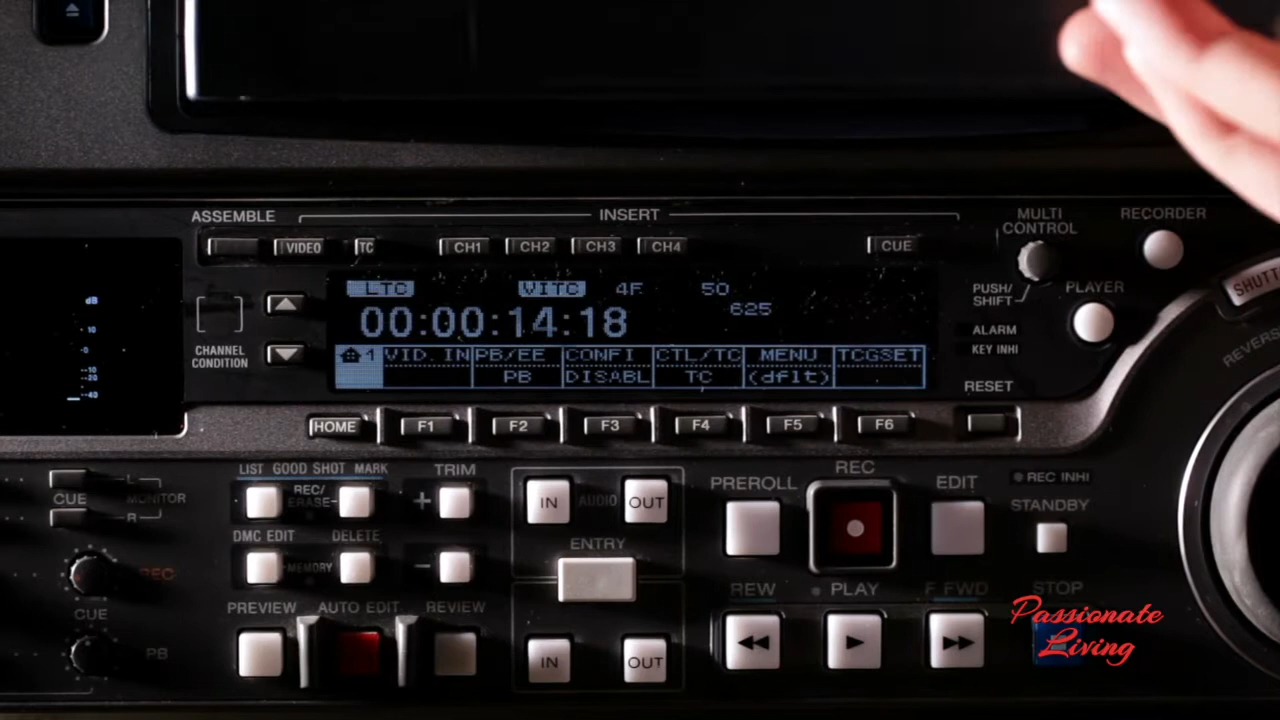 ASSEMBLE
INSERT
VIDEO
TC
CH1
CH2
CH3
CH4
CUE
MULTI
CONTROL
RECORDER
PUSH/
SHIFT
PLAYER
ALARM
KEY INHI
RESET
LTC
VITC
4F
50
625
00:00:14:18
1
VID. IN
PB/EE
CONFI
CTL/TC
MENU
TCGSET
PB
DISABL
TC
(dflt)
CHANNEL
CONDITION
dB
HOME
F1
F2
F3
F4
F5
F6
LIST
GOOD SHOT
MARK
REC/
ERASE
TRIM
+
DMC EDIT
DELETE
MEMORY
-
CUE
L
MONITOR
R
REC
CUE
PB
PREVIEW
AUTO EDIT
REVIEW
IN
AUDIO
OUT
ENTRY
IN
OUT
PREROLL
REC
EDIT
REC INHI
STANDBY
REW
PLAY
F FWD
STOP
Passionate
Living